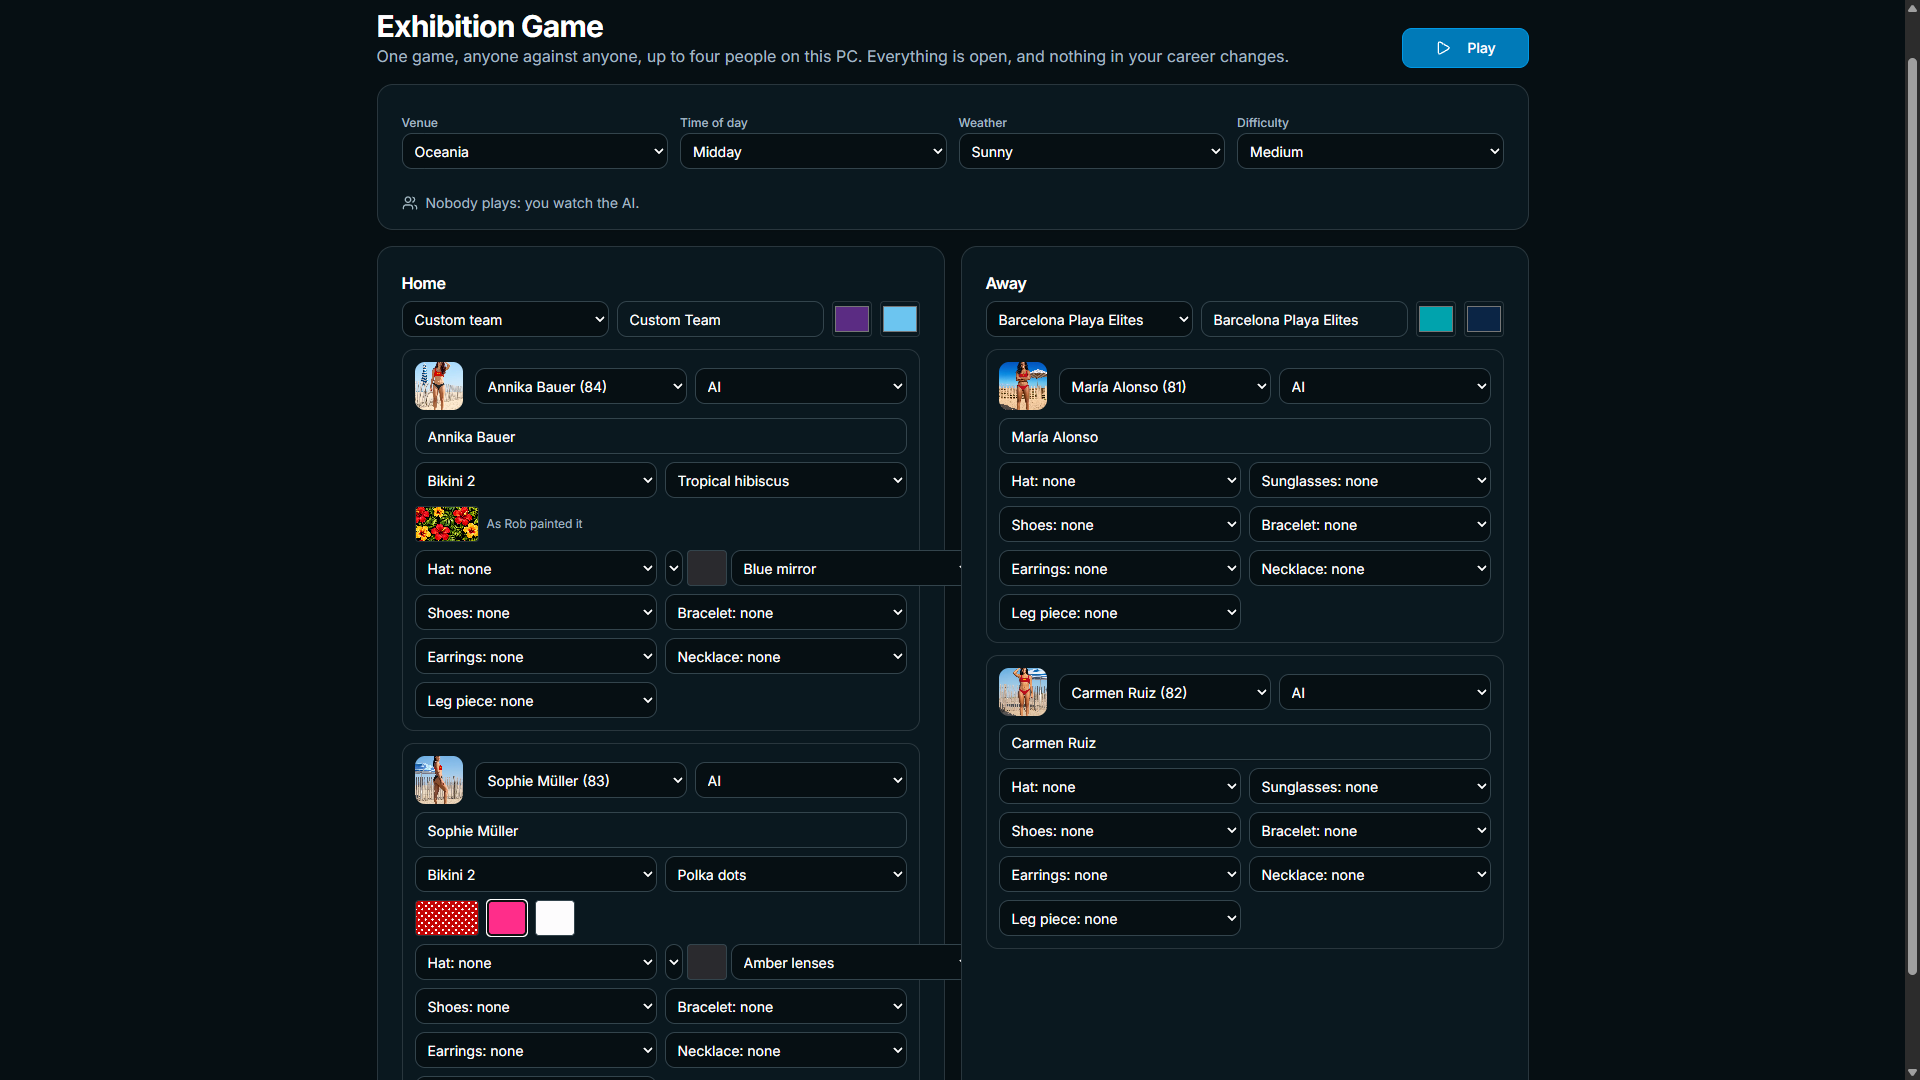 Exhibition Game
One game, anyone against anyone, up to four people on this PC. Everything is open, and nothing in your career changes.
Play
Venue
Time of day
Weather
Difficulty
Oceania
Midday
Sunny
Medium
Nobody plays: you watch the AI.
Home
Custom team
Custom Team
Annika Bauer (84)
AI
Annika Bauer
Bikini 2
Tropical hibiscus
As Rob painted it
Hat: none
Blue mirror
Shoes: none
Bracelet: none
Earrings: none
Necklace: none
Leg piece: none
Sophie Müller (83)
AI
Sophie Müller
Bikini 2
Polka dots
Hat: none
Amber lenses
Shoes: none
Bracelet: none
Earrings: none
Necklace: none
Away
Barcelona Playa Elites
Barcelona Playa Elites
María Alonso (81)
AI
María Alonso
Hat: none
Sunglasses: none
Shoes: none
Bracelet: none
Earrings: none
Necklace: none
Leg piece: none
Carmen Ruiz (82)
AI
Carmen Ruiz
Hat: none
Sunglasses: none
Shoes: none
Bracelet: none
Earrings: none
Necklace: none
Leg piece: none